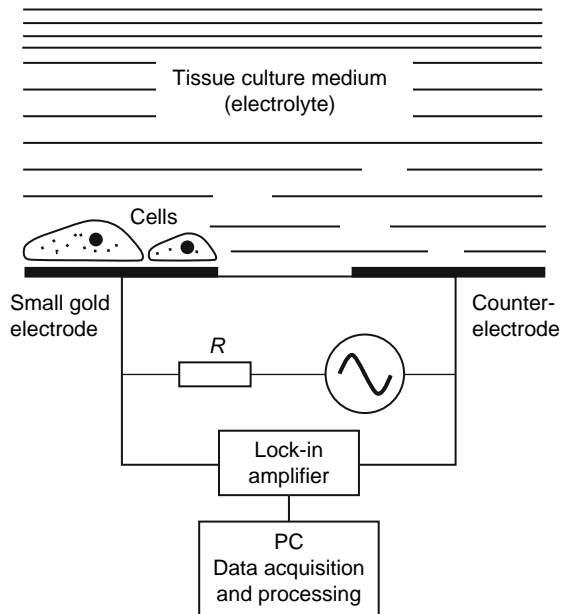 Tissue culture medium
(electrolyte)
Cells
Small gold
electrode
Counter-
electrode
R
Lock-in
amplifier
PC
Data acquisition
and processing